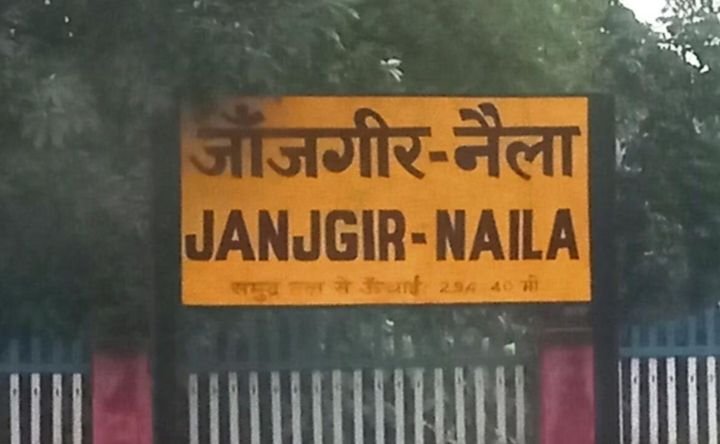 जाँजगीर-नैला
JANJGIR-NAILA
समुद्र तल से ऊँचाई 294.40 मी